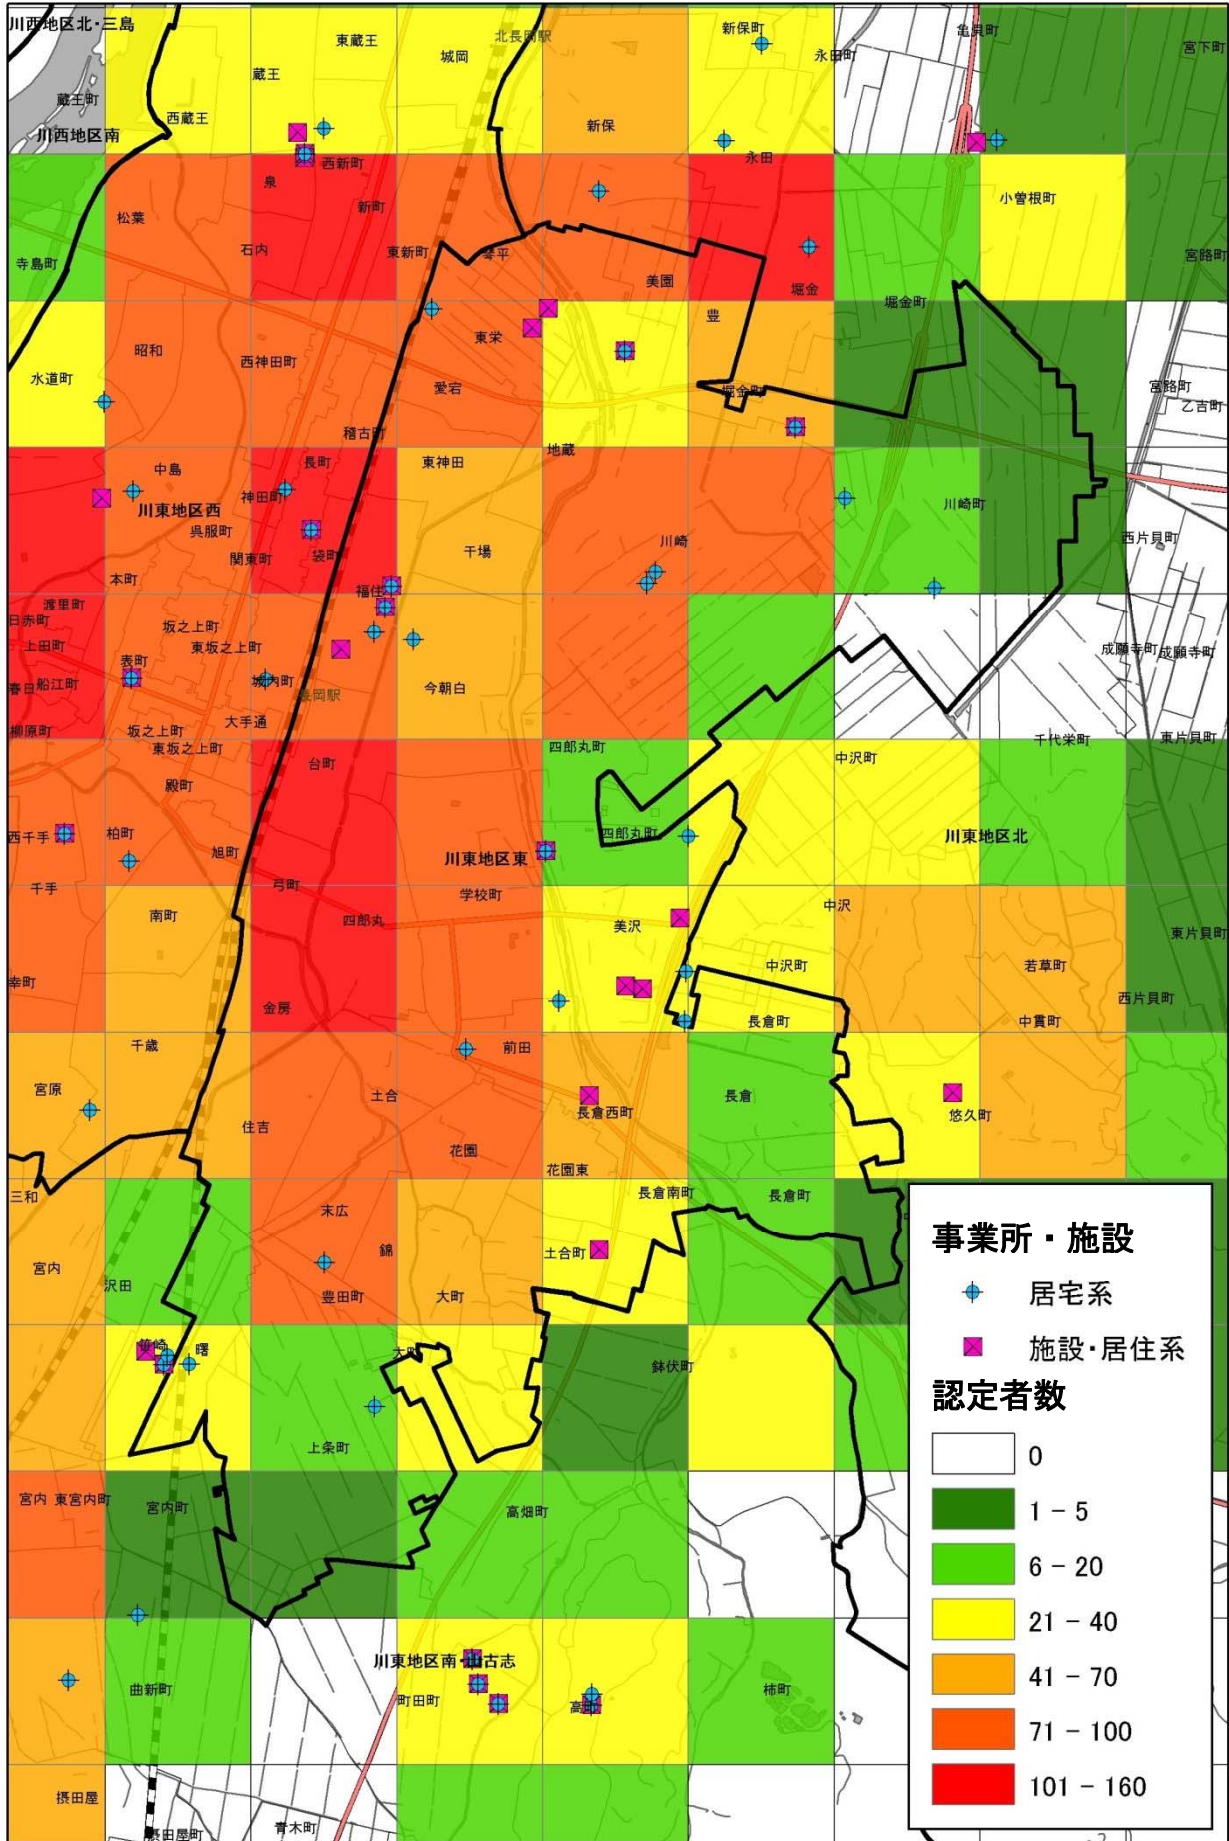 川西地区北・三島
東蔵王
北長岡駅
城岡
新保町
永田町
亀貝町
宮下町
蔵王
蔵王町
西蔵王
新保
川西地区南
西新町
永田
泉
小曽根町
松葉
新町
石内
東新町
琴平
美園
宮路町
寺島町
堀金
堀金町
豊
東栄
昭和
西神田町
水道町
愛宕
堀金町
宮路町
乙吉町
稽古町
地蔵
東神田
長町
中島
神田町
川東地区西
川崎町
呉服町
関東町
袋町
干場
川崎
西片貝町
本町
福住
渡里町
日赤町
坂之上町
上田町
東坂之上町
表町
成願寺町
成願寺町
春日
船江町
城内町
長岡駅
今朝白
柳原町
坂之上町
大手通
東坂之上町
四郎丸町
千代栄町
東片貝町
台町
中沢町
殿町
西千手
柏町
四郎丸町
川東地区北
旭町
川東地区東
弓町
千手
学校町
南町
四郎丸
美沢
中沢
東片貝町
中沢町
若草町
幸町
西片貝町
金房
長倉町
中貫町
千歳
前田
宮原
土合
長倉
長倉西町
悠久町
住吉
花園
花園東
三和
長倉南町
長倉町
末広
錦
土合町
宮内
沢田
豊田町
大町
笹崎
曙
大町
鉢伏町
上条町
宮内
東宮内町
宮内町
高畑町
川東地区南・山古志
曲新町
町田町
高町
柿町
摂田屋
摂田屋町
青木町
事業所・施設
居宅系
施設・居住系
認定者数
0
1 - 5
6 - 20
21 - 40
41 - 70
71 - 100
101 - 160